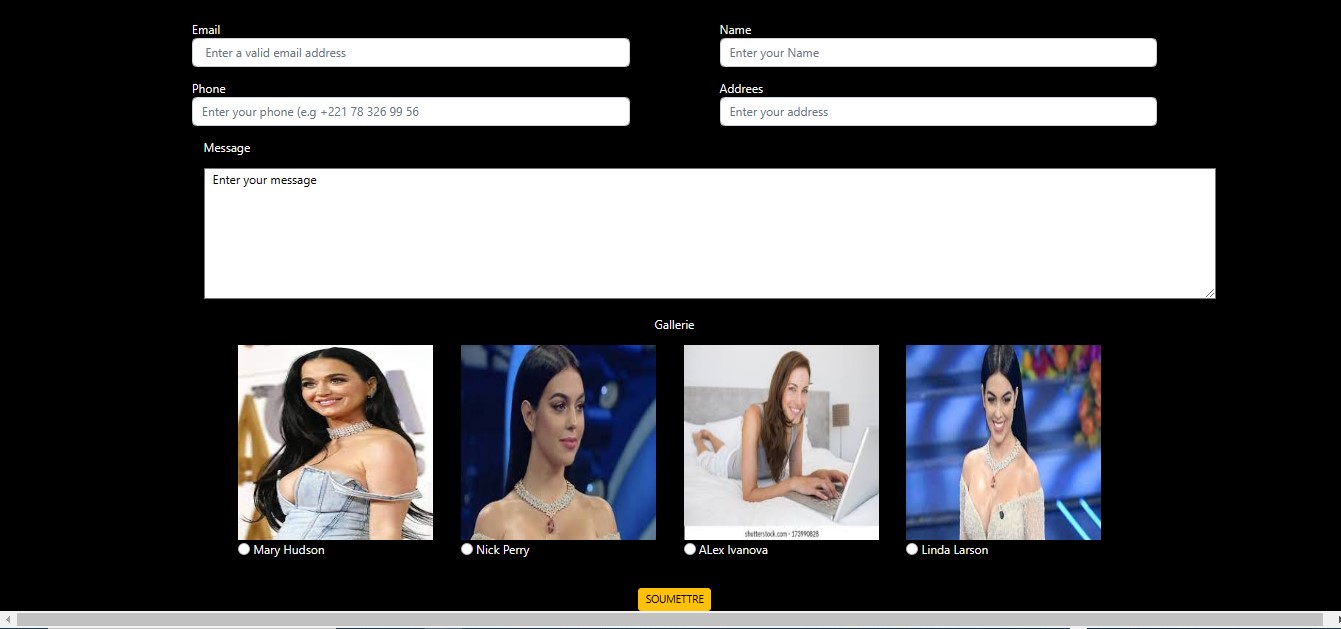 Email
Name
Enter a valid email address
Enter your Name
Phone
Addrees
Enter your phone (e.g +221 78 326 99 56
Enter your address
Message
Enter your message
Gallerie
shutterstock.com · 173990828
Mary Hudson
Nick Perry
ALex Ivanova
Linda Larson
SOUMETTRE